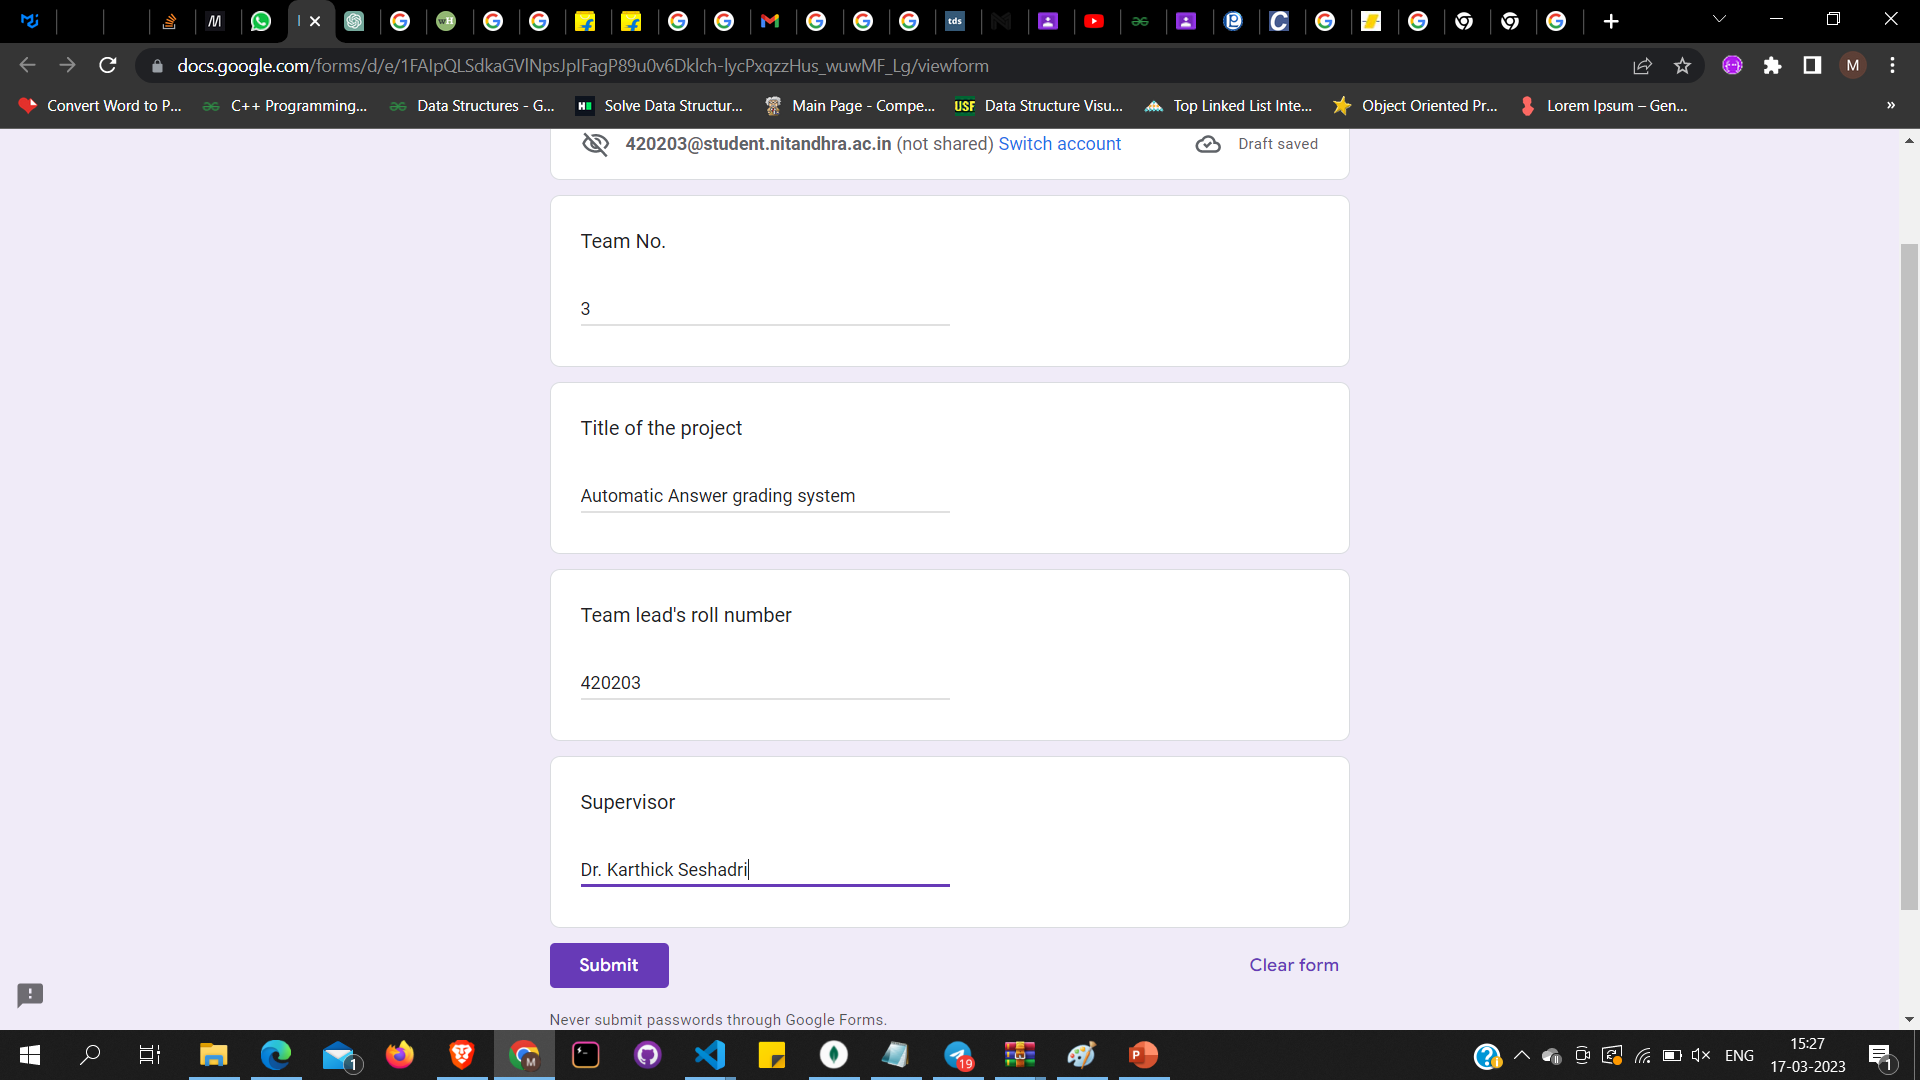 docs.google.com/forms/d/e/1FAIpQLSdkaGVlNpsJpIFagP89u0v6Dklch-lycPxqzzHus_wuwMF_Lg/viewform
M
Convert Word to P...
C++ Programming...
Data Structures - G...
Solve Data Structur...
Main Page - Compe...
USF Data Structure Visu...
Top Linked List Inte...
Object Oriented Pr...
Lorem Ipsum – Gen...
»
420203@student.nitandhra.ac.in (not shared) Switch account
Draft saved
Team No.
3
Title of the project
Automatic Answer grading system
Team lead's roll number
420203
Supervisor
Dr. Karthick Seshadri
Submit
Clear form
Never submit passwords through Google Forms.
1
M
19
ENG
15:27
17-03-2023
1